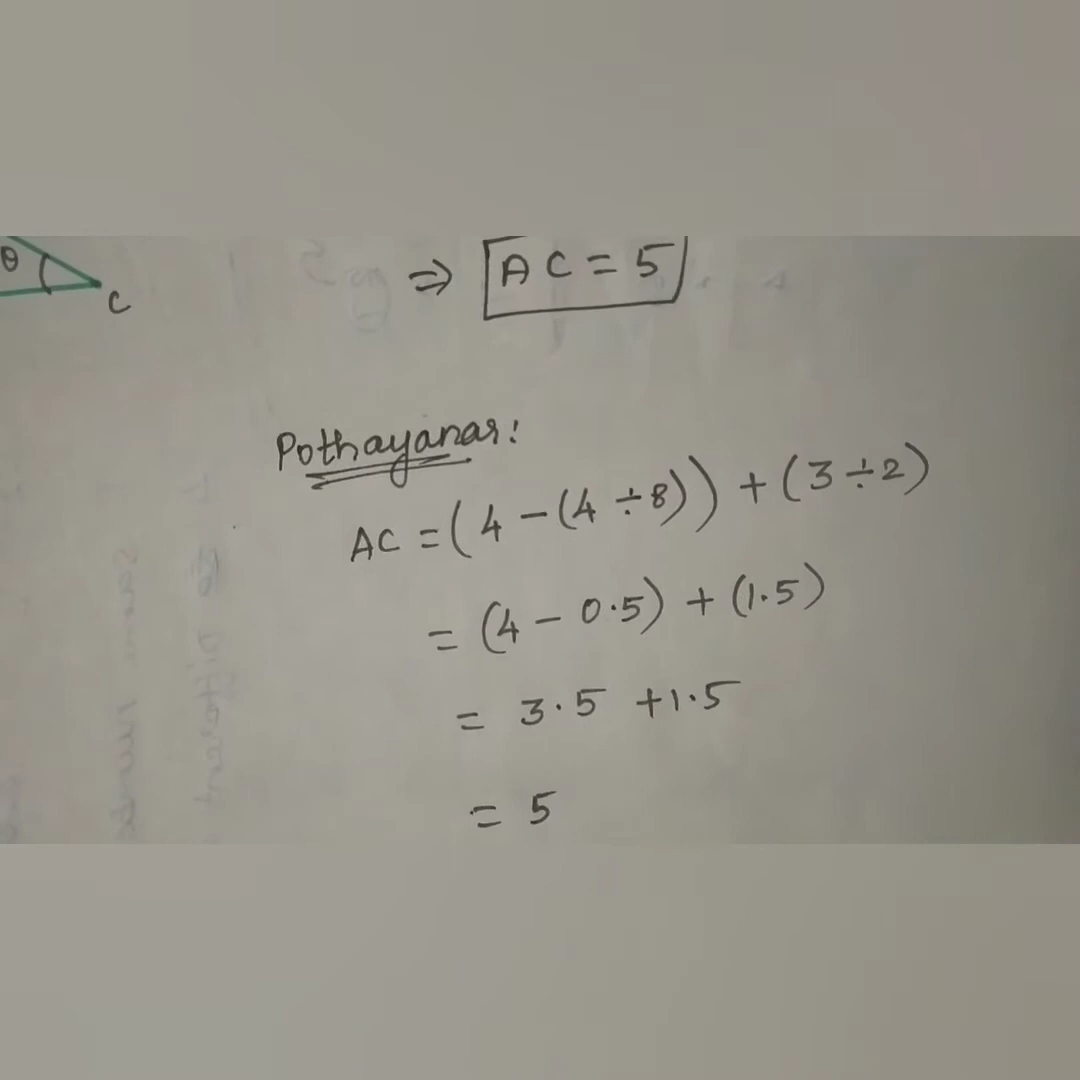 θ
C
⇒ AC = 5
Pothayanar:
AC = (4 - (4 ÷ 8)) + (3 ÷ 2)
= (4 - 0.5) + (1.5)
= 3.5 + 1.5
= 5